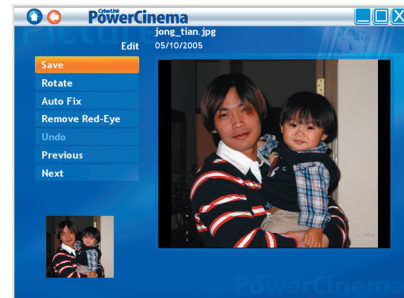 CyberLink
PowerCinema
Picture
jong_tian.jpg
Edit
05/10/2005
Save
Rotate
Auto Fix
Remove Red-Eye
Undo
Previous
Next
PowerCinema